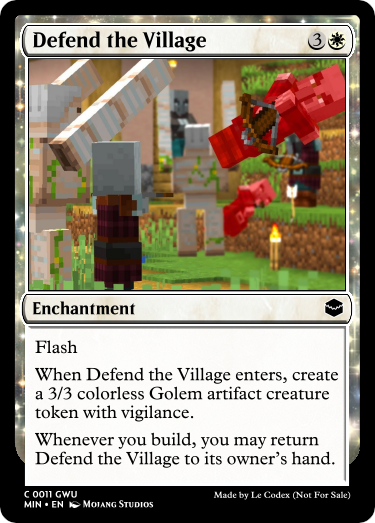 Defend the Village 3
Enchantment
Flash
When Defend the Village enters, create
a 3/3 colorless Golem artifact creature
token with vigilance.
Whenever you build, you may return
Defend the Village to its owner's hand.
C 0011 GWU
MIN • EN Mojang Studios
Made by Le Codex (Not For Sale)